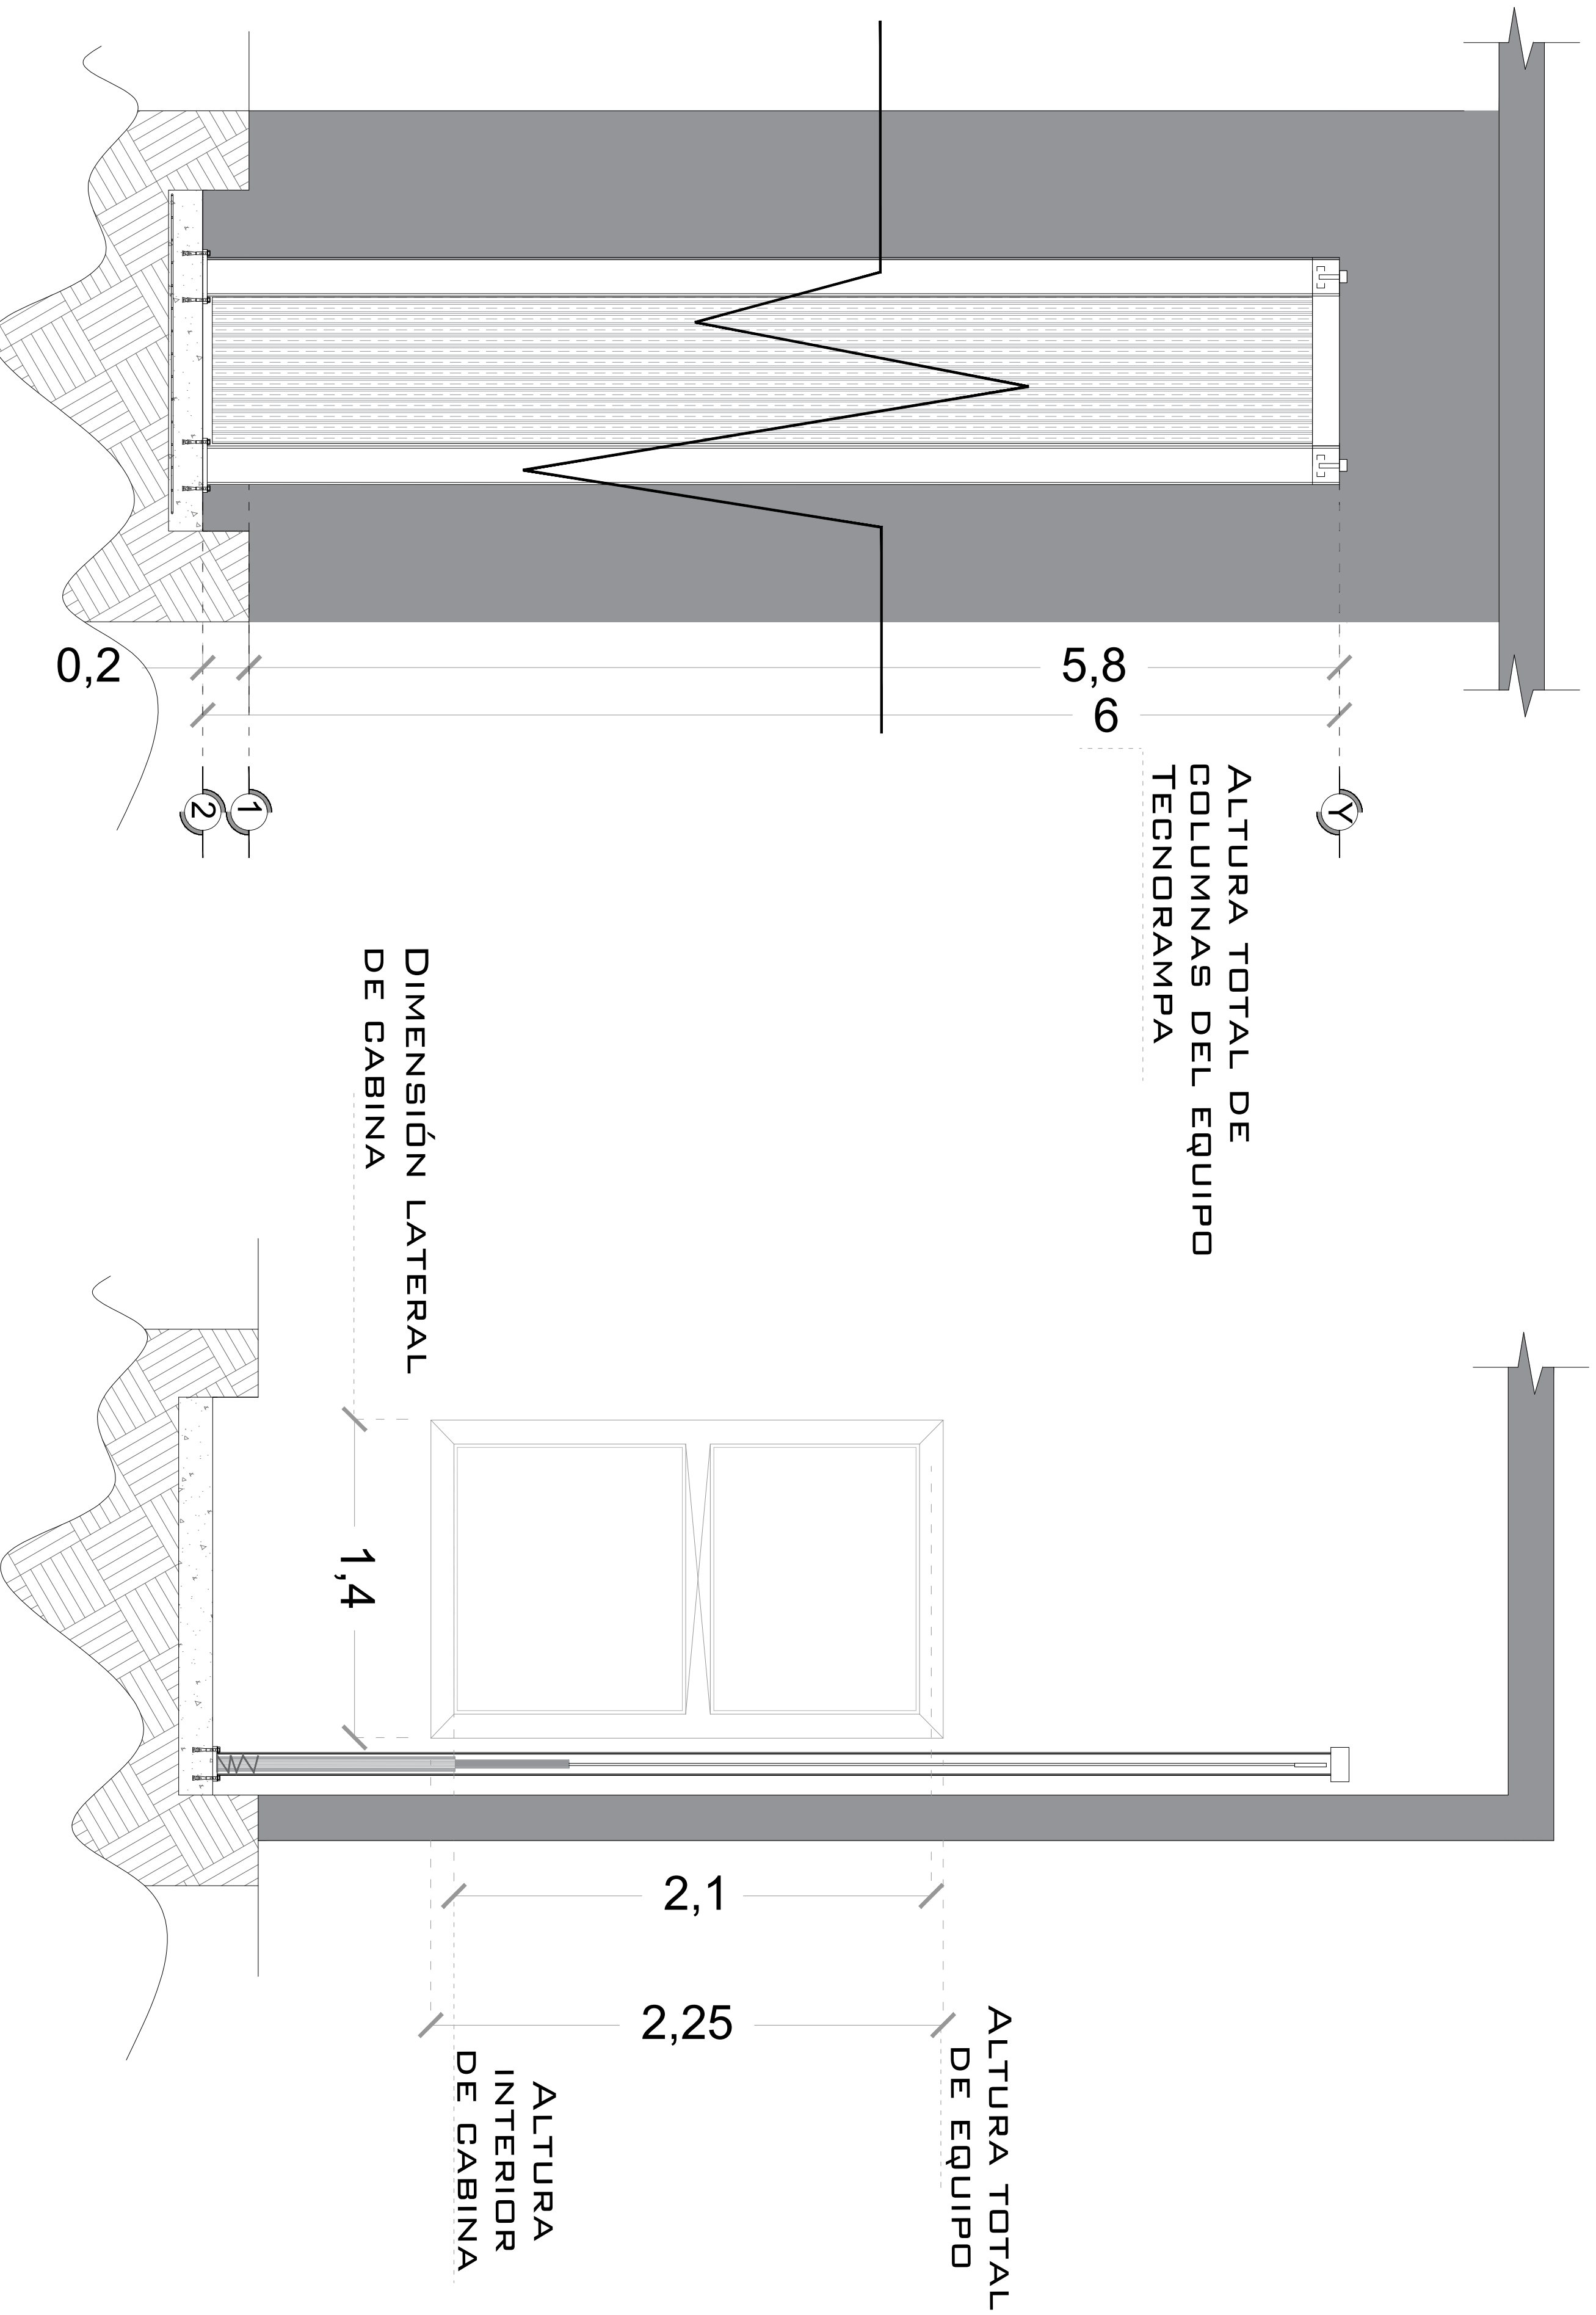 0,2
5,8
6
2
1
Y
Altura total de
columnas del equipo
Tecnorampa
Dimensión lateral
de cabina
1,4
2,1
2,25
Altura total
de equipo
Altura
interior
de cabina